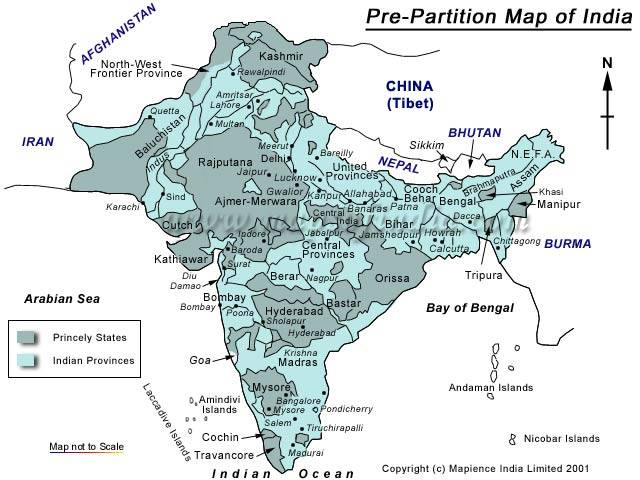 Pre-Partition Map of India
AFGHANISTAN
North-West
Frontier Province
Kashmir
Rawalpindi
CHINA
(Tibet)
N
Quetta
Amritsar
Lahore
Multan
IRAN
Baluchistan
Indus
Meerut
Delhi
Bareilly
Sikkim
BHUTAN
NEPAL
N.E.F.A.
Rajputana
Jaipur
Lucknow
United
Provinces
Brahmaputra
Assam
Sind
Gwalior
Kanpur
Allahabad
Cooch
Behar
Bengal
Khasi
Manipur
Karachi
Ajmer-Merwara
Banaras
Patna
Dacca
Central
India
Bihar
Cutch
Indore
Jabalpur
Jamshedpur
Howrah
Calcutta
Chittagong
BURMA
Kathiawar
Baroda
Central
Provinces
Tripura
Surat
Diu
Damao
Berar
Nagpur
Orissa
Arabian Sea
Bombay
Bombay
Poona
Bastar
Bay of Bengal
Hyderabad
Sholapur
Hyderabad
Princely States
Indian Provinces
Goa
Krishna
Madras
Mysore
Bangalore
Mysore
Pondicherry
Andaman Islands
Laccadive Islands
Amindivi
Islands
Salem
Tiruchirapalli
Cochin
Travancore
Madurai
Nicobar Islands
Map not to Scale
Indian Ocean
Copyright (c) Mapience India Limited 2001